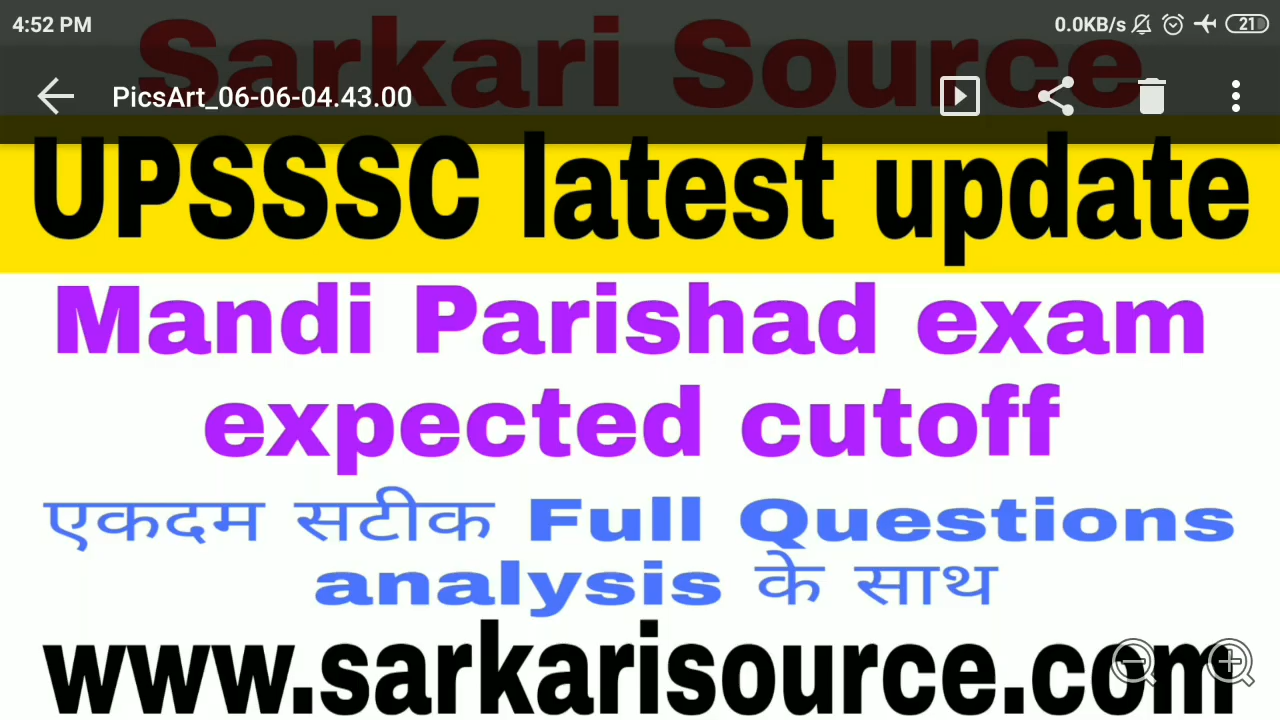 4:52 PM 0.0KB/s 21
Sarkari Source
PicsArt_06-06-04.43.00
UPSSSC latest update
Mandi Parishad exam
expected cutoff
एकदम सटीक Full Questions
analysis के साथ
www.sarkarisource.com